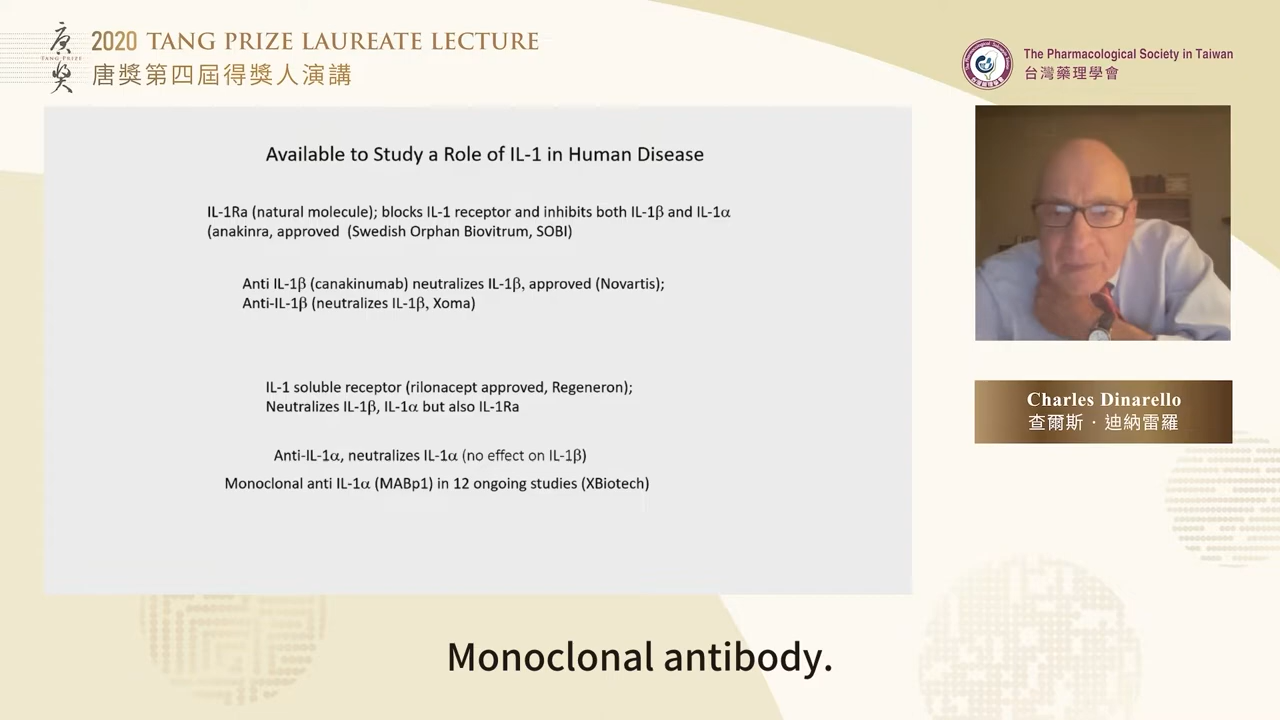 唐獎
TANG PRIZE
2020 TANG PRIZE LAUREATE LECTURE
唐獎第四屆得獎人演講
The Pharmacological Society in Taiwan
台灣藥理學會
Available to Study a Role of IL-1 in Human Disease
IL-1Ra (natural molecule); blocks IL-1 receptor and inhibits both IL-1β and IL-1α
(anakinra, approved (Swedish Orphan Biovitrum, SOBI)
Anti IL-1β (canakinumab) neutralizes IL-1β, approved (Novartis);
Anti-IL-1β (neutralizes IL-1β, Xoma)
IL-1 soluble receptor (rilonacept approved, Regeneron);
Neutralizes IL-1β, IL-1α but also IL-1Ra
Anti-IL-1α, neutralizes IL-1α (no effect on IL-1β)
Monoclonal anti IL-1α (MABp1) in 12 ongoing studies (XBiotech)
Charles Dinarello
查爾斯·迪納雷羅
Monoclonal antibody.